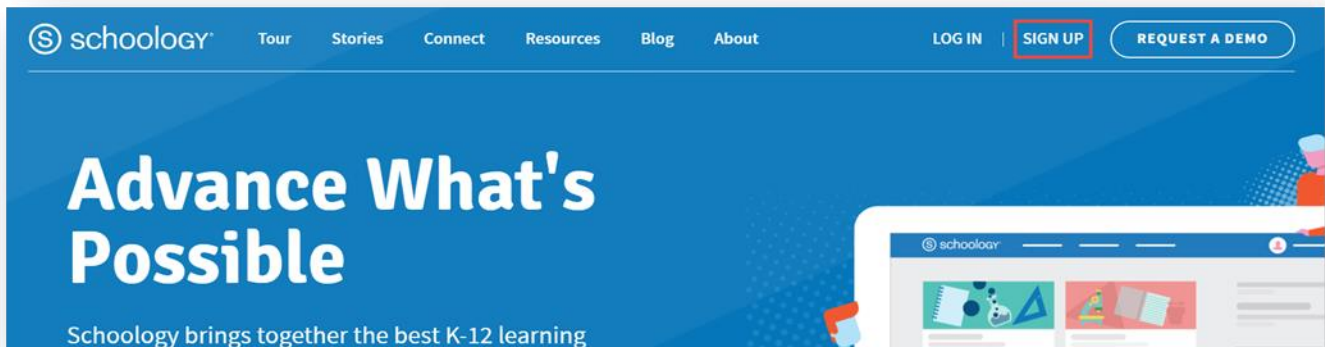 schoology Tour Stories Connect Resources Blog About LOG IN | SIGN UP REQUEST A DEMO
Advance What's
Possible
schoology
Schoology brings together the best K-12 learning